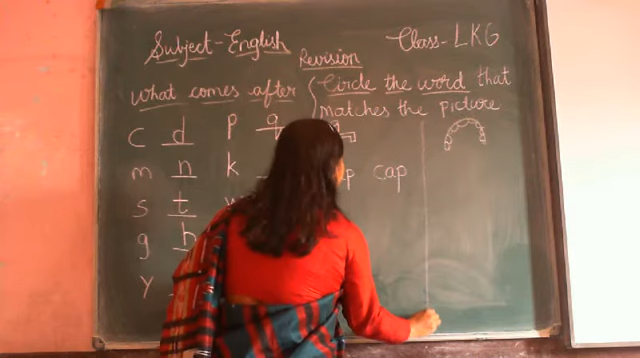 Subject-English
Class-LKG
Revision
What comes after
Circle the word that
matches the picture
c d p q
m n k
s t
g h
y
cap